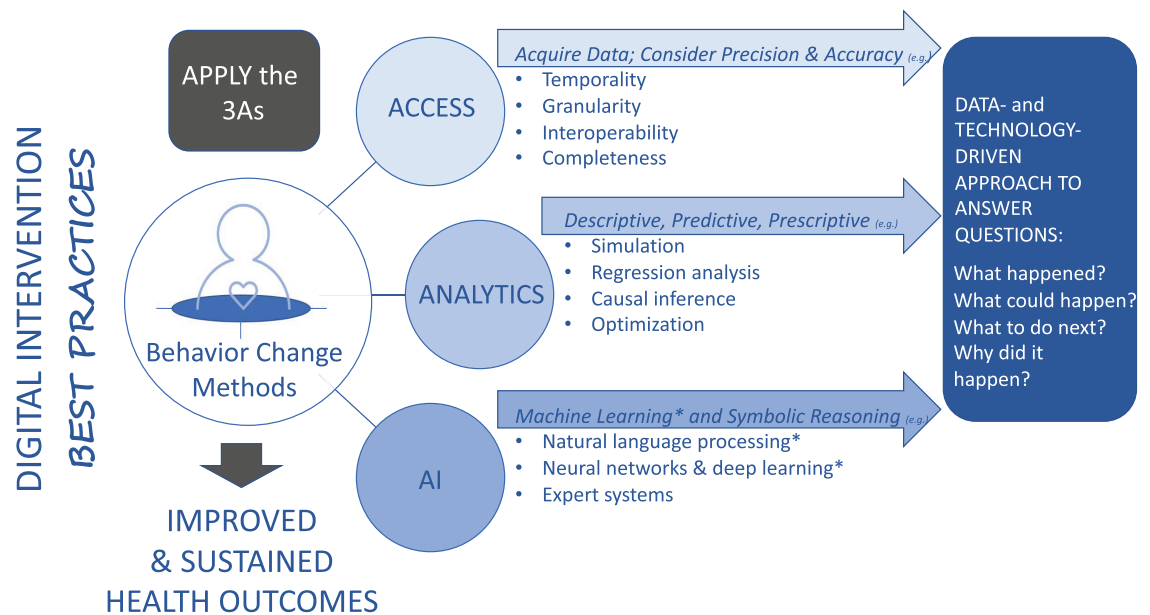 DIGITAL INTERVENTION
BEST PRACTICES
APPLY the
3As
Behavior Change
Methods
IMPROVED
& SUSTAINED
HEALTH OUTCOMES
ACCESS
Acquire Data; Consider Precision & Accuracy (e.g.)
• Temporality
• Granularity
• Interoperability
• Completeness
ANALYTICS
Descriptive, Predictive, Prescriptive (e.g.)
• Simulation
• Regression analysis
• Causal inference
• Optimization
AI
Machine Learning* and Symbolic Reasoning (e.g.)
• Natural language processing*
• Neural networks & deep learning*
• Expert systems
DATA- and
TECHNOLOGY-
DRIVEN
APPROACH TO
ANSWER
QUESTIONS:
What happened?
What could happen?
What to do next?
Why did it
happen?